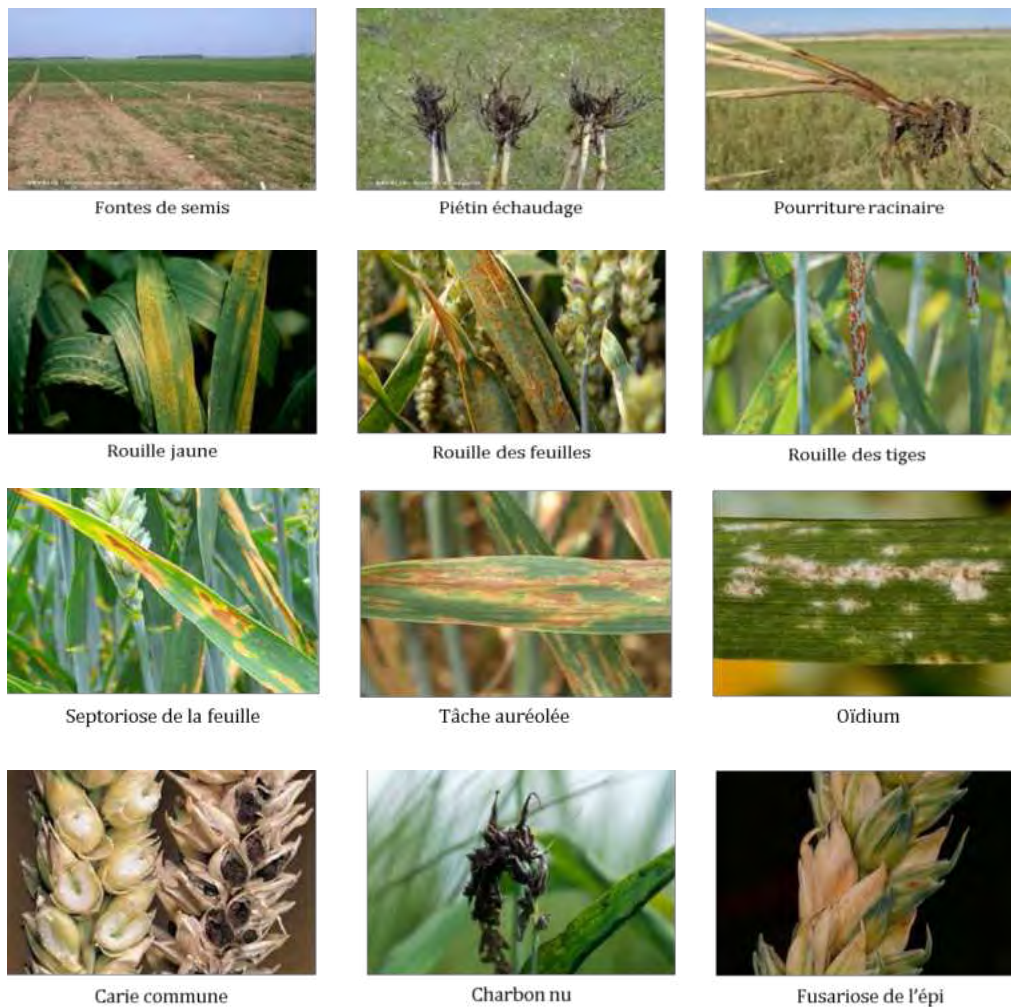 Fontes de semis
Piétin échaudage
Pourriture racinaire
Rouille jaune
Rouille des feuilles
Rouille des tiges
Septoriose de la feuille
Tâche auréolée
Oïdium
Carie commune
Charbon nu
Fusariose de l'épi